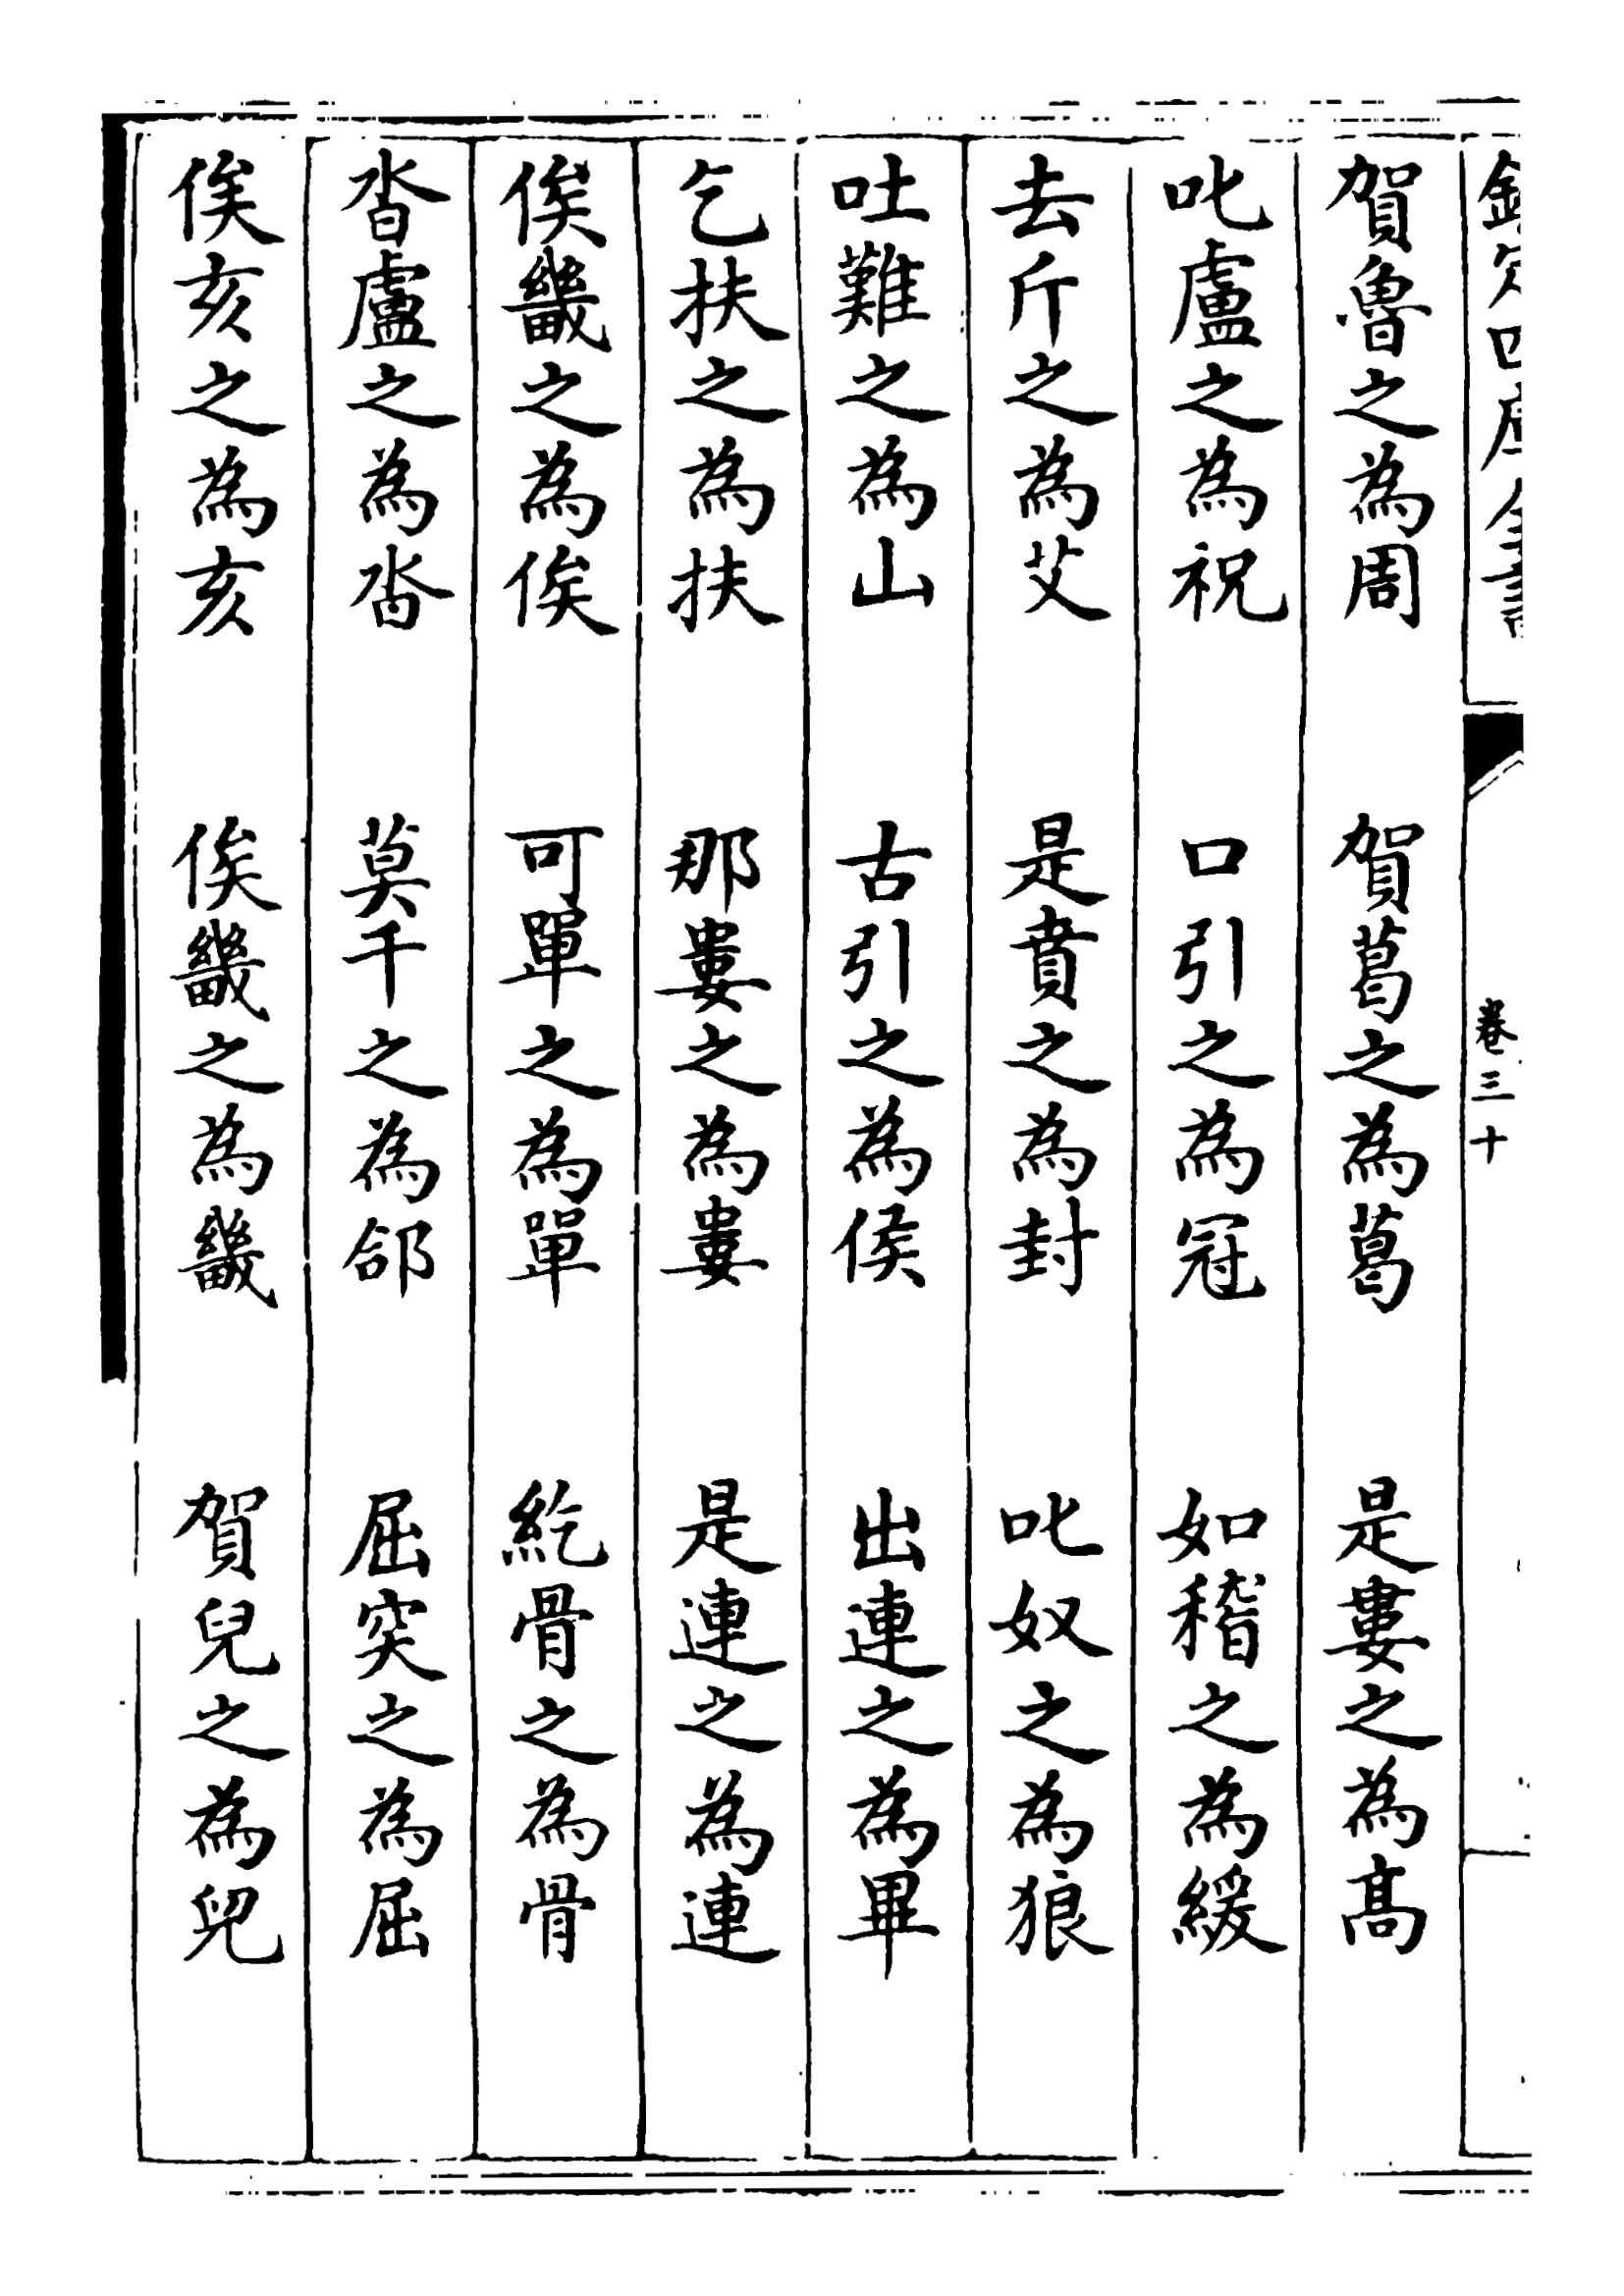 欽定四庫全書
卷三十
賀魯之為周 賀葛之為葛 是婁之為高
叱盧之為祝 口引之為冠 如稽之為緩
去斤之為艾 是賁之為封 叱奴之為狼
吐難之為山 古引之為侯 出連之為畢
乞扶之為扶 那婁之為婁 是連之為連
俟畿之為俟 可單之為單 紇骨之為骨
沓盧之為沓 莫千之為郃 屈突之為屈
俟亥之為亥 俟畿之為畿 賀兒之為兒